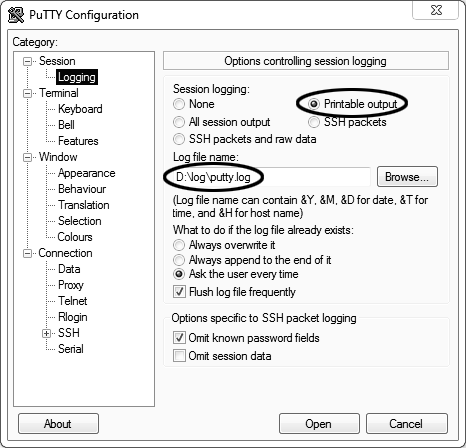 PuTTY Configuration
Category:
Session
Logging
Terminal
Keyboard
Bell
Features
Window
Appearance
Behaviour
Translation
Selection
Colours
Connection
Data
Proxy
Telnet
Rlogin
SSH
Serial
Options controlling session logging
Session logging:
None
Printable output
All session output
SSH packets
SSH packets and raw data
Log file name:
D:\log\putty.log
Browse...
(Log file name can contain &Y, &M, &D for date, &T for
time, and &H for host name)
What to do if the log file already exists:
Always overwrite it
Always append to the end of it
Ask the user every time
Flush log file frequently
Options specific to SSH packet logging
Omit known password fields
Omit session data
About
Open
Cancel